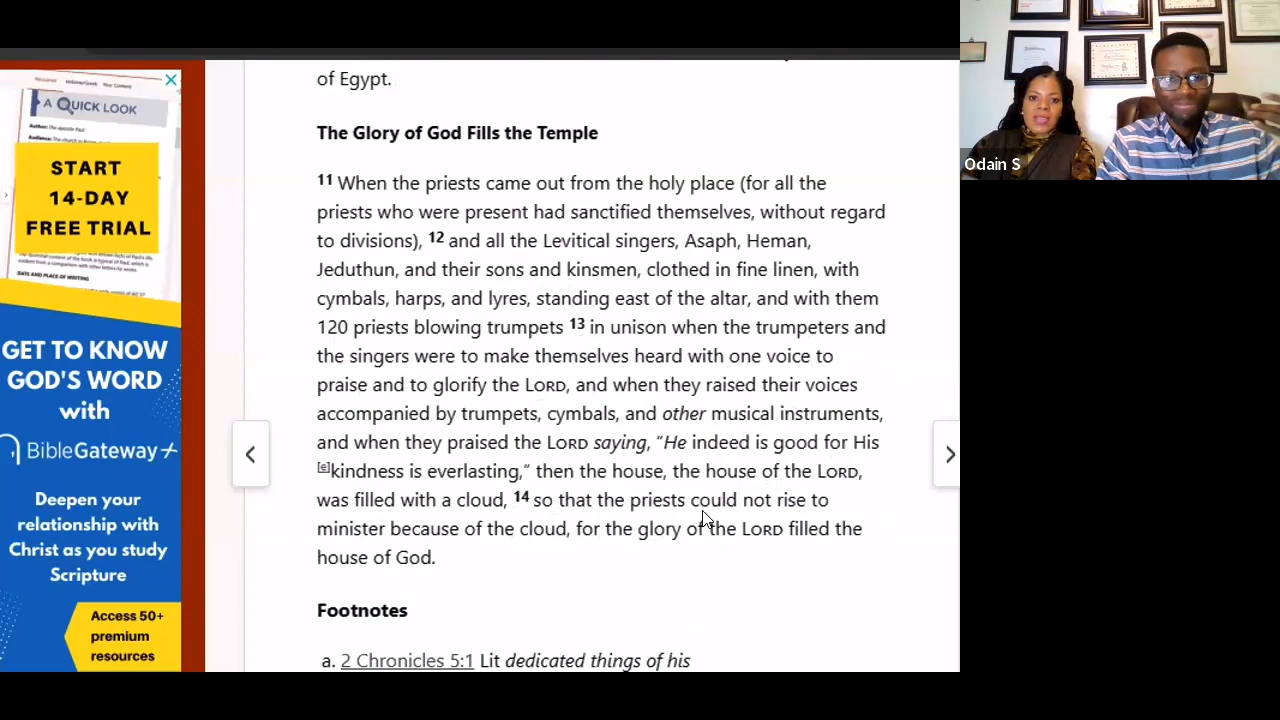 A QUICK LOOK
START
14-DAY
FREE TRIAL
GET TO KNOW
GOD'S WORD
with
BibleGateway+
Deepen your
relationship with
Christ as you study
Scripture
Access 50+
premium
resources
of Egypt.
The Glory of God Fills the Temple
11 When the priests came out from the holy place (for all the
priests who were present had sanctified themselves, without regard
to divisions), 12 and all the Levitical singers, Asaph, Heman,
Jeduthun, and their sons and kinsmen, clothed in fine linen, with
cymbals, harps, and lyres, standing east of the altar, and with them
120 priests blowing trumpets 13 in unison when the trumpeters and
the singers were to make themselves heard with one voice to
praise and to glorify the LORD, and when they raised their voices
accompanied by trumpets, cymbals, and other musical instruments,
and when they praised the LORD saying, “He indeed is good for His
[e]kindness is everlasting,” then the house, the house of the LORD,
was filled with a cloud, 14 so that the priests could not rise to
minister because of the cloud, for the glory of the LORD filled the
house of God.
Footnotes
a. 2 Chronicles 5:1 Lit dedicated things of his
Odain S